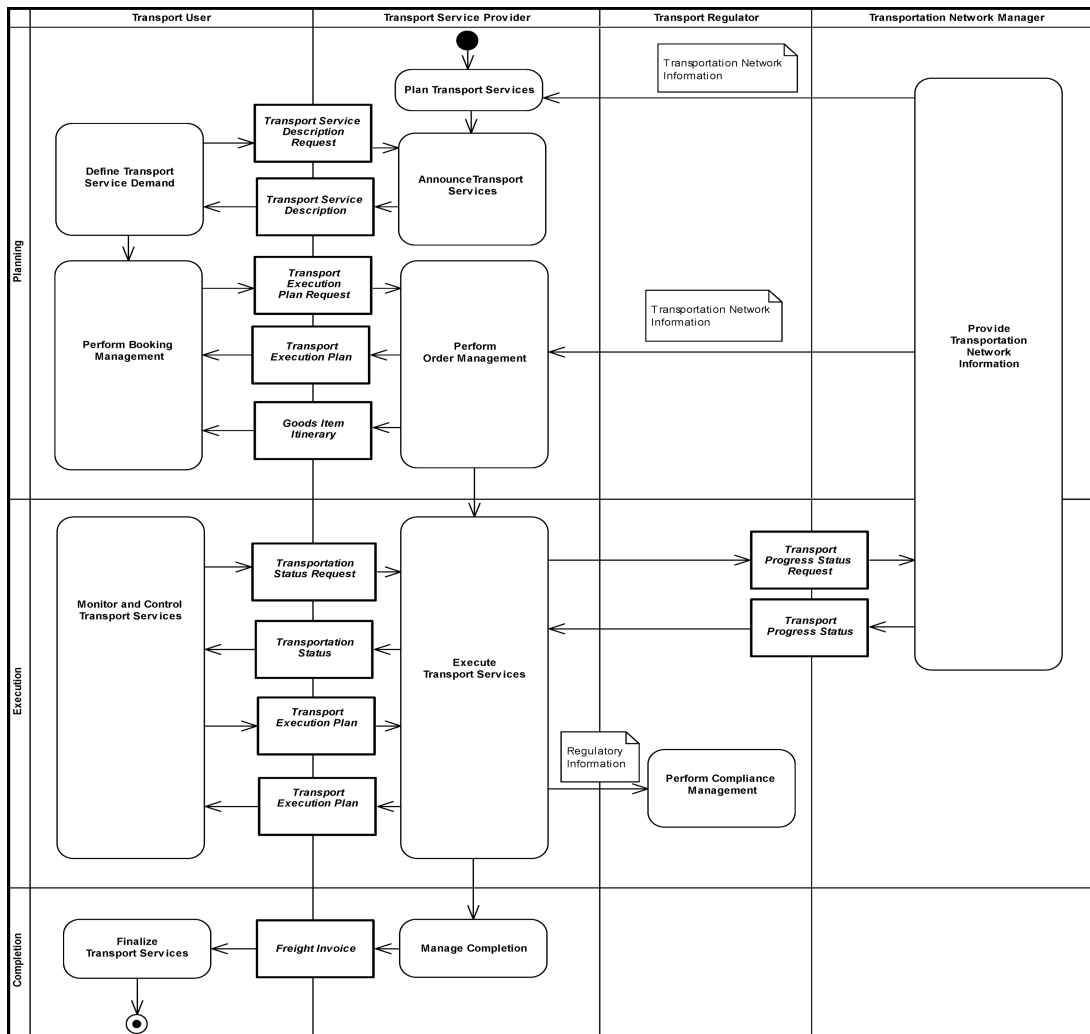 Transport User
Transport Service Provider
Transport Regulator
Transportation Network Manager
Planning
Transportation Network
Information
Plan Transport Services
Transport Service
Description
Request
Define Transport
Service Demand
AnnounceTransport
Services
Transport Service
Description
Transport
Execution
Plan Request
Transportation Network
Information
Perform Booking
Management
Transport
Execution Plan
Perform
Order Management
Provide
Transportation
Network
Information
Goods Item
Itinerary
Execution
Transportation
Status Request
Transport
Progress Status
Request
Monitor and Control
Transport Services
Transport
Progress Status
Transportation
Status
Execute
Transport Services
Transport
Execution Plan
Regulatory
Information
Perform Compliance
Management
Transport
Execution Plan
Completion
Finalize
Transport Services
Freight Invoice
Manage Completion